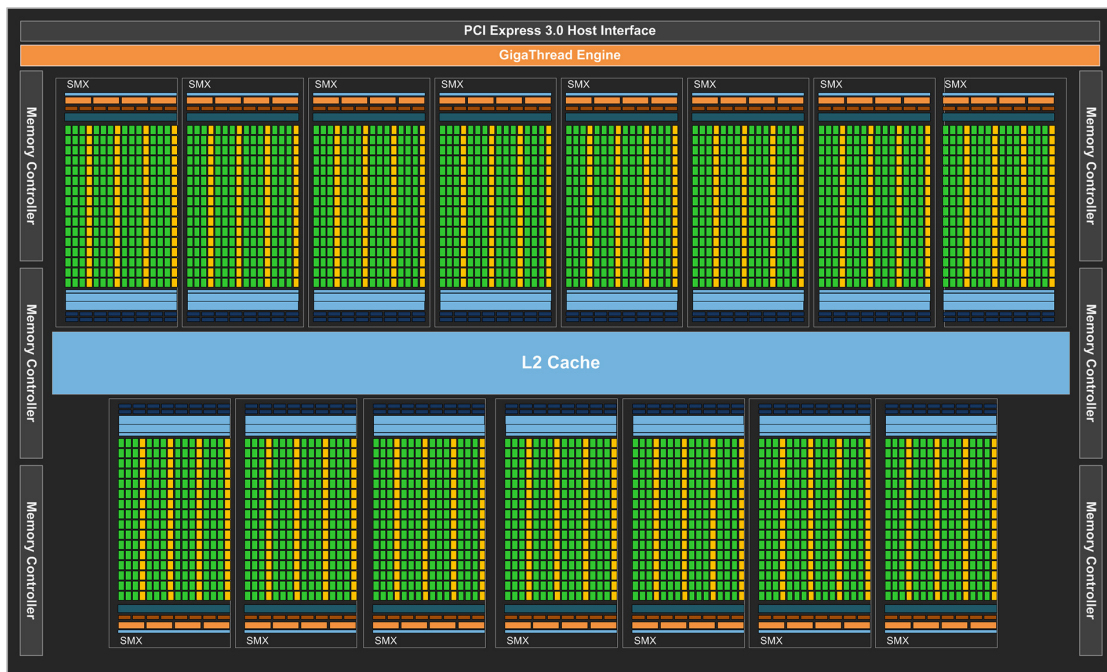 PCI Express 3.0 Host Interface
GigaThread Engine
SMX
SMX
SMX
SMX
SMX
SMX
SMX
SMX
Memory Controller
Memory Controller
L2 Cache
Memory Controller
Memory Controller
Memory Controller
Memory Controller
SMX
SMX
SMX
SMX
SMX
SMX
SMX